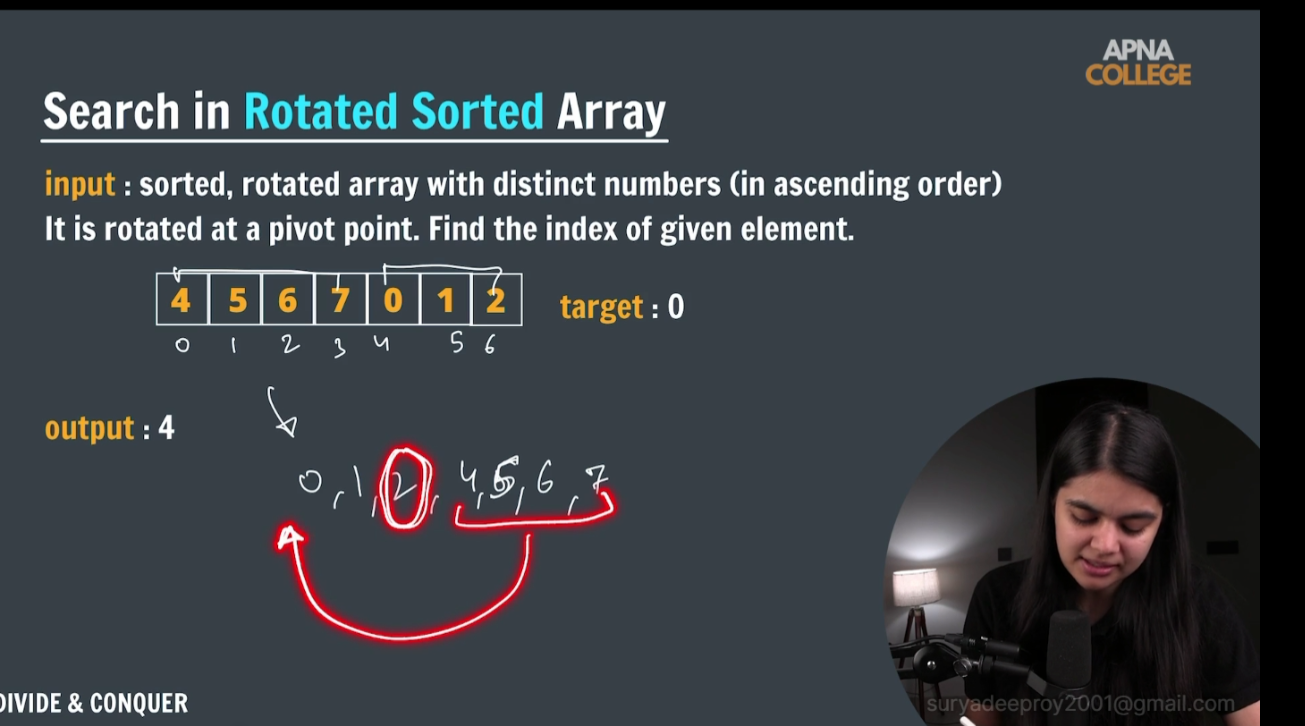 APNA
COLLEGE
Search in Rotated Sorted Array
input : sorted, rotated array with distinct numbers (in ascending order)
It is rotated at a pivot point. Find the index of given element.
4 5 6 7 0 1 2 target : 0
0 1 2 3 4 5 6
output : 4
0, 1, 2, 4, 5, 6, 7
DIVIDE & CONQUER
suryadeeproy2001@gmail.com